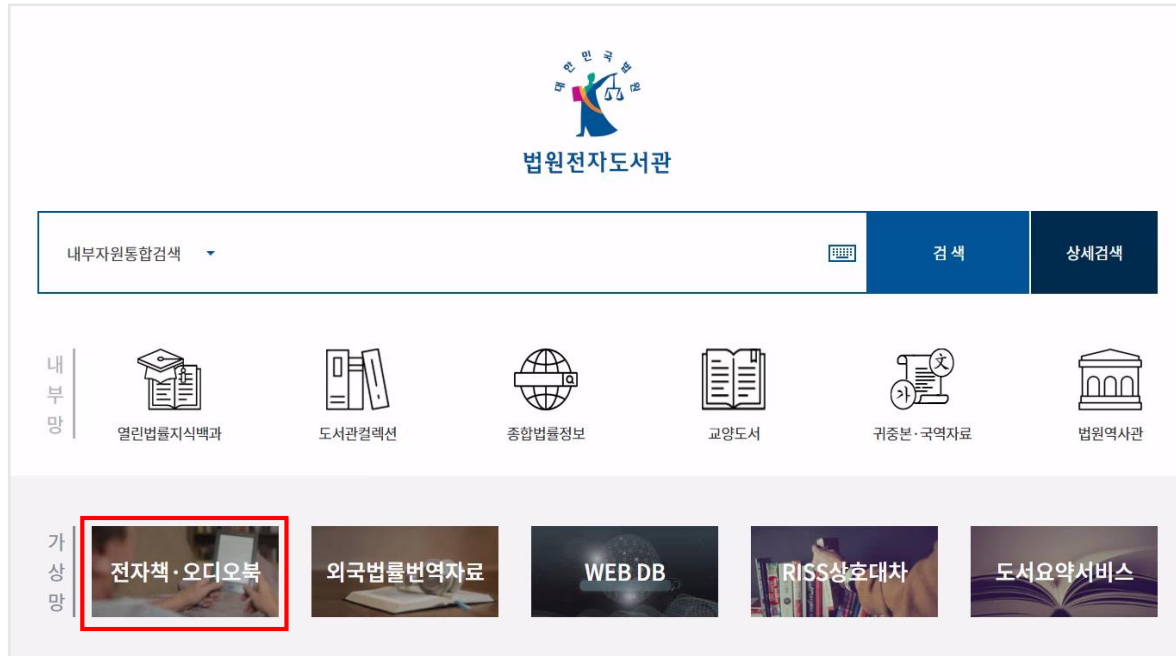 대한민국법원
법원전자도서관
내부자원통합검색 검색 상세검색
내부망
열린법률지식백과 도서관컬렉션 종합법률정보 교양도서 귀중본·국역자료 법원역사관
가상망
전자책·오디오북 외국법률번역자료 WEB DB RISS상호대차 도서요약서비스